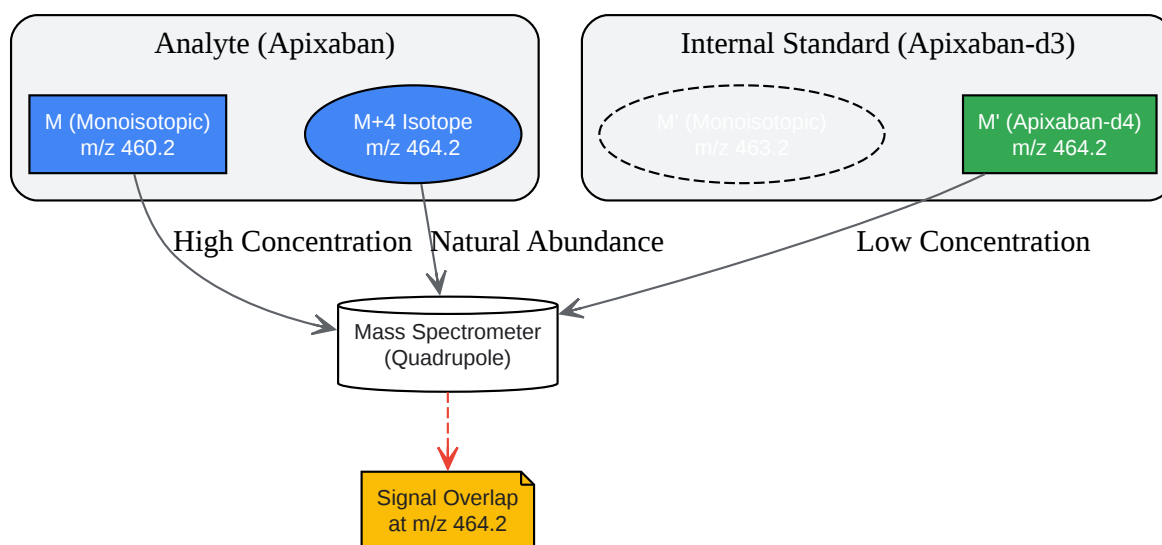 Analyte (Apixaban)
Internal Standard (Apixaban-d3)
M (Monoisotopic)
m/z 460.2
M+4 Isotope
m/z 464.2
M' (Monoisotopic)
m/z 463.2
M' (Apixaban-d4)
m/z 464.2
High Concentration
Natural Abundance
Low Concentration
Mass Spectrometer
(Quadrupole)
Signal Overlap
at m/z 464.2